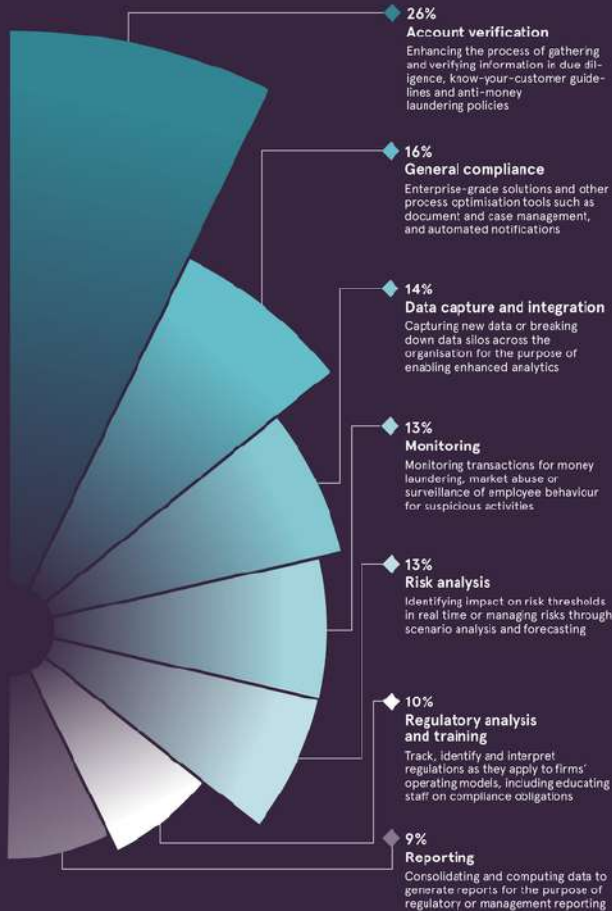 26%
Account verification
Enhancing the process of gathering
and verifying information in due dil-
igence, know-your-customer guide-
lines and anti-money
laundering policies
16%
General compliance
Enterprise-grade solutions and other
process optimisation tools such as
document and case management,
and automated notifications
14%
Data capture and integration
Capturing new data or breaking
down data silos across the
organisation for the purpose of
enabling enhanced analytics
13%
Monitoring
Monitoring transactions for money
laundering, market abuse or
surveillance of employee behaviour
for suspicious activities
13%
Risk analysis
Identifying impact on risk thresholds
in real time or managing risks through
scenario analysis and forecasting
10%
Regulatory analysis
and training
Track, identify and interpret
regulations as they apply to firms'
operating models, including educating
staff on compliance obligations
9%
Reporting
Consolidating and computing data to
generate reports for the purpose of
regulatory or management reporting